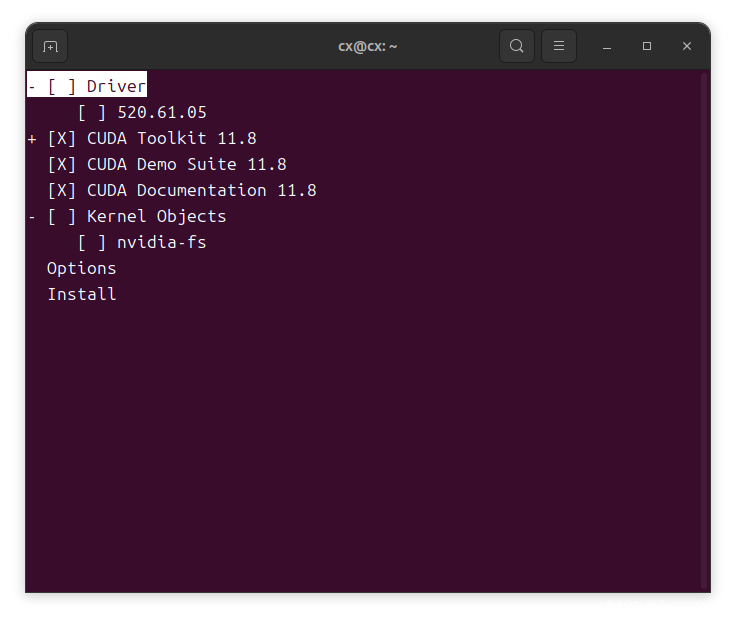 cx@cx: ~
- [ ] Driver
[ ] 520.61.05
+ [X] CUDA Toolkit 11.8
[X] CUDA Demo Suite 11.8
[X] CUDA Documentation 11.8
- [ ] Kernel Objects
[ ] nvidia-fs
Options
Install